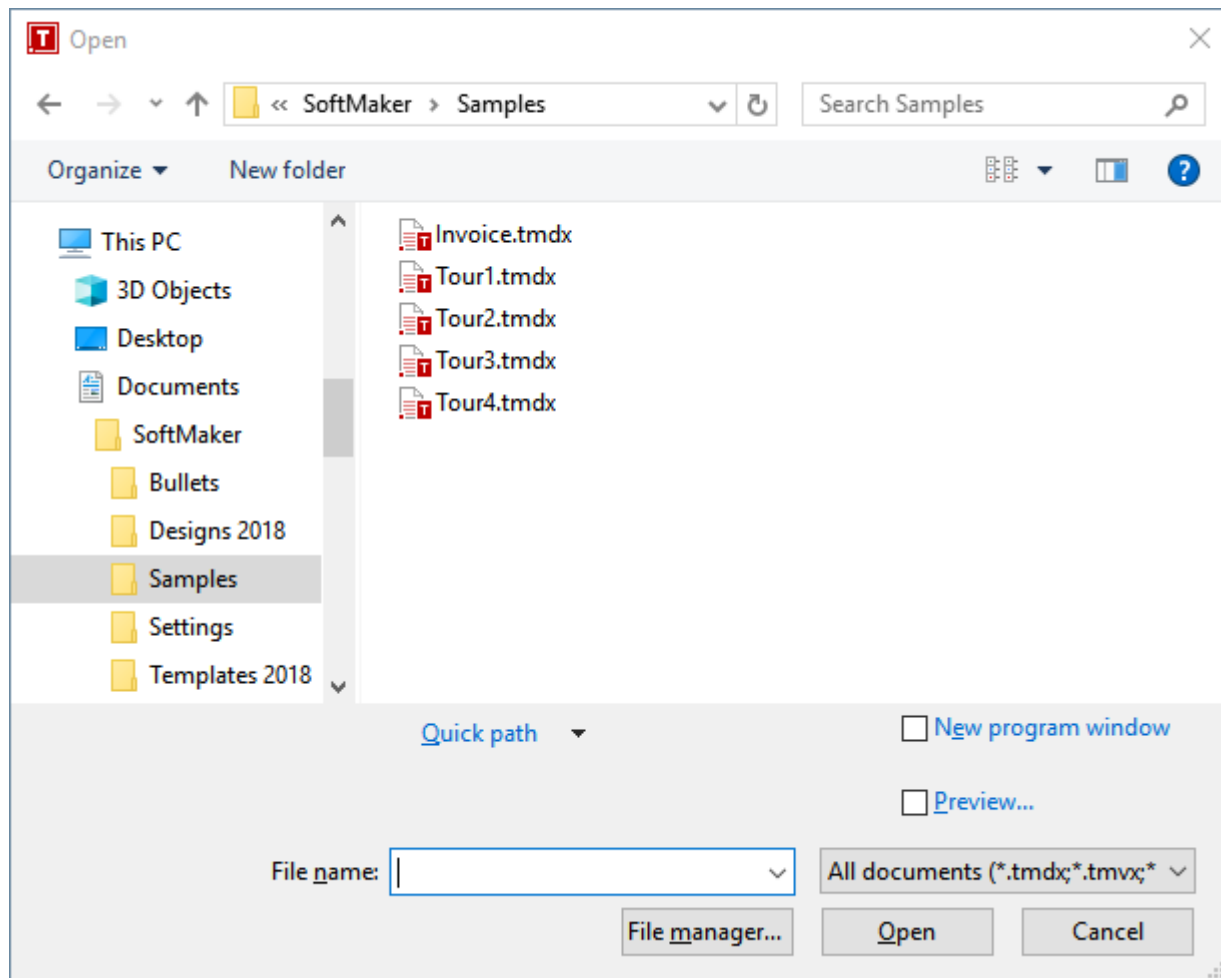 T Open
« SoftMaker > Samples Search Samples
Organize New folder ?
This PC
3D Objects
Desktop
Documents
SoftMaker
Bullets
Designs 2018
Samples
Settings
Templates 2018
Invoice.tmdx
Tour1.tmdx
Tour2.tmdx
Tour3.tmdx
Tour4.tmdx
Quick path New program window
Preview...
File name: All documents (*.tmdx;*.tmvx;*
File manager... Open Cancel